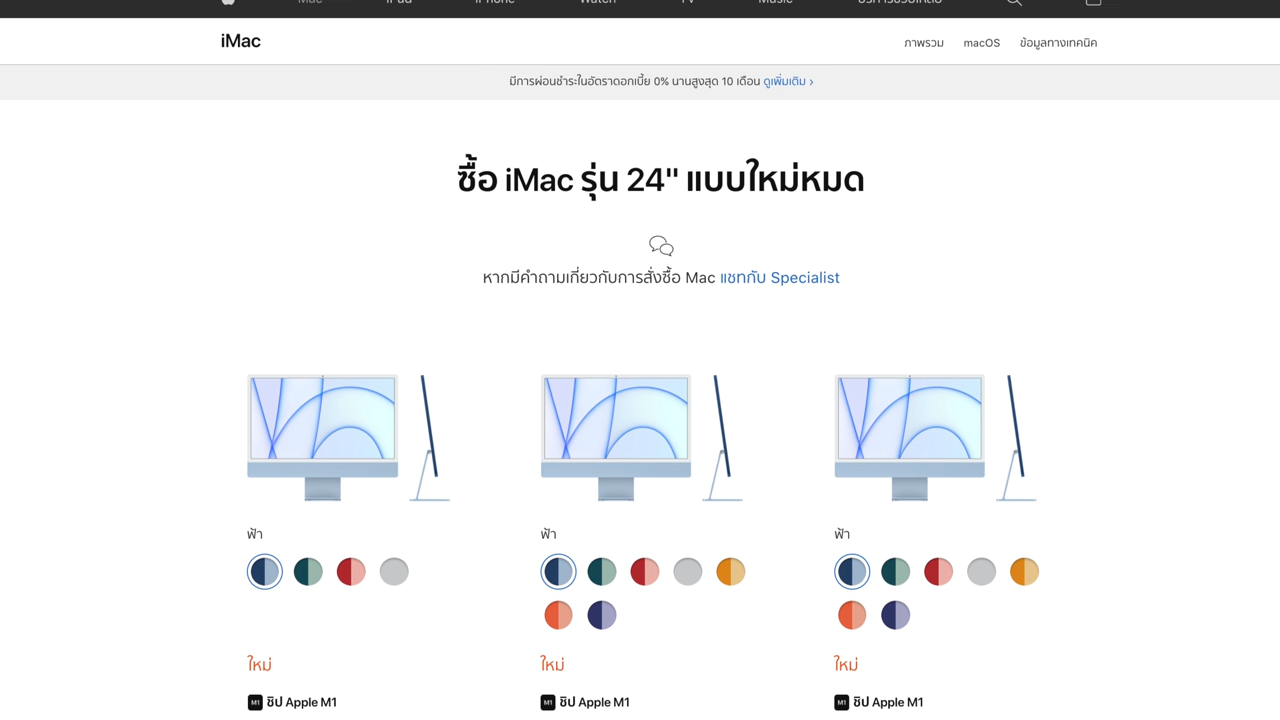 Mac iPad iPhone Watch TV Music
iMac
ภาพรวม macOS ข้อมูลทางเทคนิค
มีการผ่อนชำระในอัตราดอกเบี้ย 0% นานสูงสุด 10 เดือน ดูเพิ่มเติม ›
ซื้อ iMac รุ่น 24" แบบใหม่หมด
หากมีคำถามเกี่ยวกับการสั่งซื้อ Mac แชทกับ Specialist
ฟ้า ฟ้า ฟ้า
ใหม่ ใหม่ ใหม่
M1 ชิป Apple M1 M1 ชิป Apple M1 M1 ชิป Apple M1